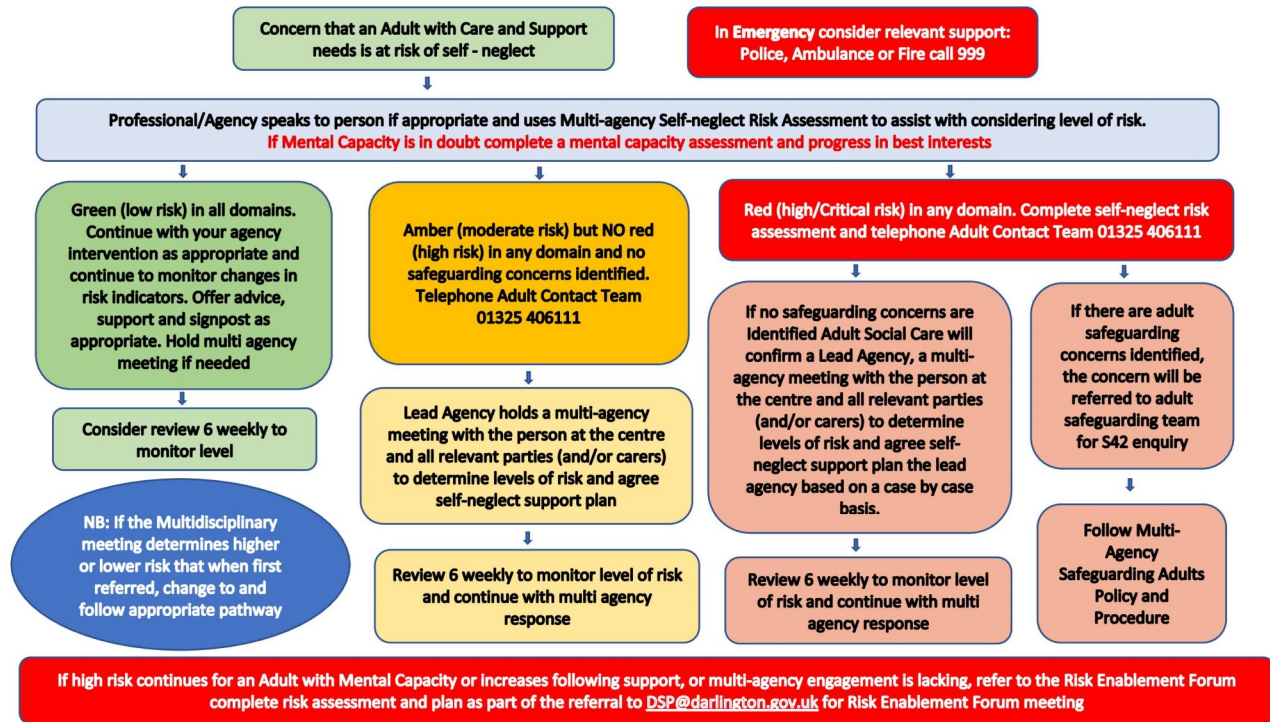 Concern that an Adult with Care and Support
needs is at risk of self - neglect
In Emergency consider relevant support:
Police, Ambulance or Fire call 999
Professional/Agency speaks to person if appropriate and uses Multi-agency Self-neglect Risk Assessment to assist with considering level of risk.
If Mental Capacity is in doubt complete a mental capacity assessment and progress in best interests
Green (low risk) in all domains.
Continue with your agency
intervention as appropriate and
continue to monitor changes in
risk indicators. Offer advice,
support and signpost as
appropriate. Hold multi agency
meeting if needed
Consider review 6 weekly to
monitor level
NB: If the Multidisciplinary
meeting determines higher
or lower risk that when first
referred, change to and
follow appropriate pathway
Amber (moderate risk) but NO red
(high risk) in any domain and no
safeguarding concerns identified.
Telephone Adult Contact Team
01325 406111
Lead Agency holds a multi-agency
meeting with the person at the centre
and all relevant parties (and/or carers)
to determine levels of risk and agree
self-neglect support plan
Review 6 weekly to monitor level of risk
and continue with multi agency
response
Red (high/Critical risk) in any domain. Complete self-neglect risk
assessment and telephone Adult Contact Team 01325 406111
If no safeguarding concerns are
Identified Adult Social Care will
confirm a Lead Agency, a multi-
agency meeting with the person at
the centre and all relevant parties
(and/or carers) to determine
levels of risk and agree self-
neglect support plan the lead
agency based on a case by case
basis.
Review 6 weekly to monitor level
of risk and continue with multi
agency response
If there are adult
safeguarding
concerns identified,
the concern will be
referred to adult
safeguarding team
for S42 enquiry
Follow Multi-
Agency
Safeguarding Adults
Policy and
Procedure
If high risk continues for an Adult with Mental Capacity or increases following support, or multi-agency engagement is lacking, refer to the Risk Enablement Forum
complete risk assessment and plan as part of the referral to DSP@darlington.gov.uk for Risk Enablement Forum meeting